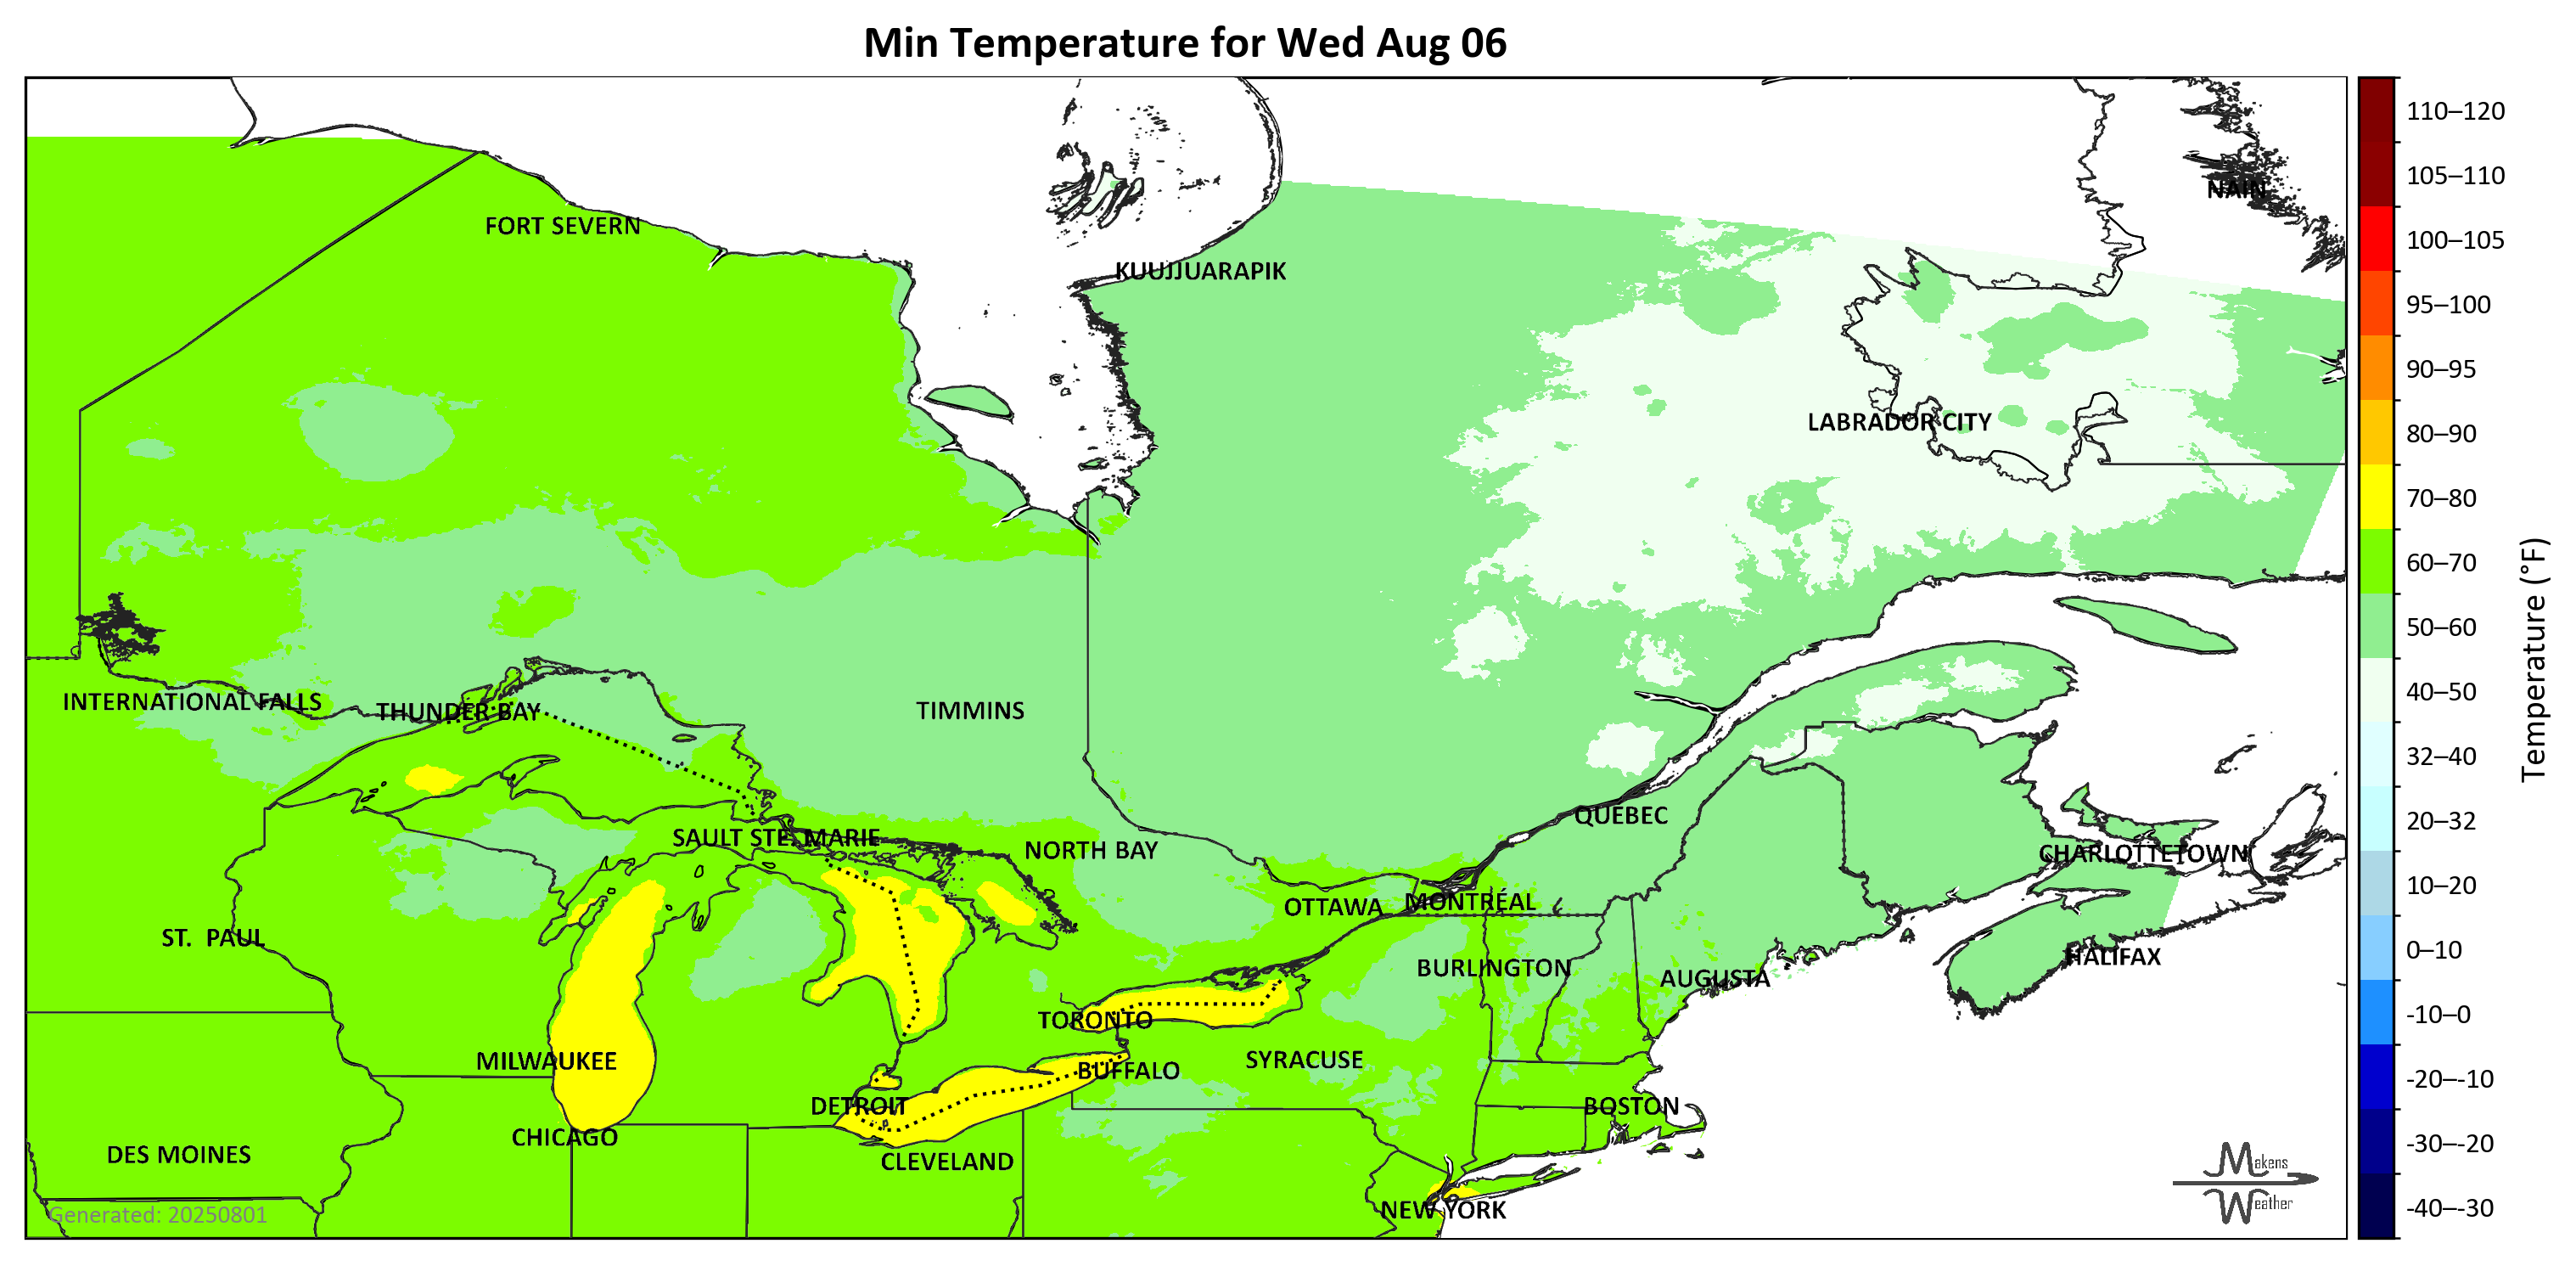 Min Temperature for Wed Aug 06
NAIN
FORT SEVERN
KUUJJUARAPIK
LABRADOR CITY
INTERNATIONAL FALLS
THUNDER BAY
TIMMINS
QUÉBEC
SAULT STE. MARIE
NORTH BAY
CHARLOTTETOWN
OTTAWA
MONTRÉAL
ST. PAUL
HALIFAX
BURLINGTON
AUGUSTA
TORONTO
MILWAUKEE
SYRACUSE
BUFFALO
DETROIT
BOSTON
CHICAGO
DES MOINES
CLEVELAND
NEW YORK
Generated: 20250801
Makens
Weather
110–120
105–110
100–105
95–100
90–95
80–90
70–80
60–70
50–60
40–50
32–40
20–32
10–20
0–10
-10–0
-20–-10
-30–-20
-40–-30
Temperature (°F)